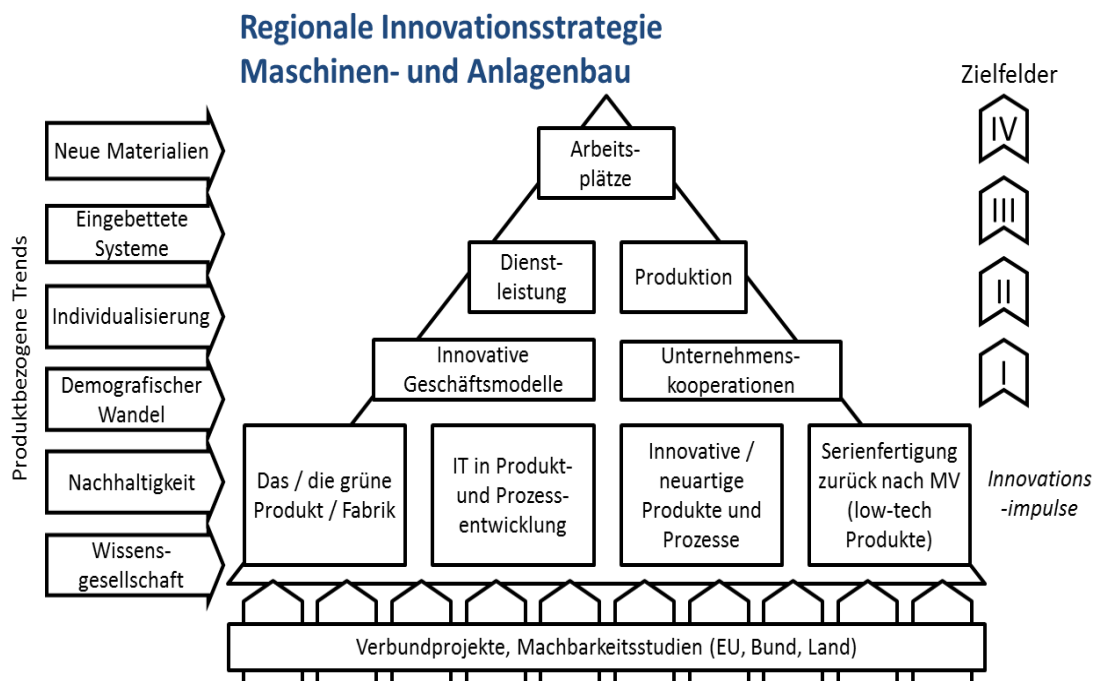 Regionale Innovationsstrategie
Maschinen- und Anlagenbau
Produktbezogene Trends
Neue Materialien
Eingebettete
Systeme
Individualisierung
Demografischer
Wandel
Nachhaltigkeit
Wissens-
gesellschaft
Arbeits-
plätze
Dienst-
leistung
Produktion
Innovative
Geschäftsmodelle
Unternehmens-
kooperationen
Das / die grüne
Produkt / Fabrik
IT in Produkt-
und Prozess-
entwicklung
Innovative /
neuartige
Produkte und
Prozesse
Serienfertigung
zurück nach MV
(low-tech
Produkte)
Zielfelder
IV
III
II
I
Innovations
-impulse
Verbundprojekte, Machbarkeitsstudien (EU, Bund, Land)